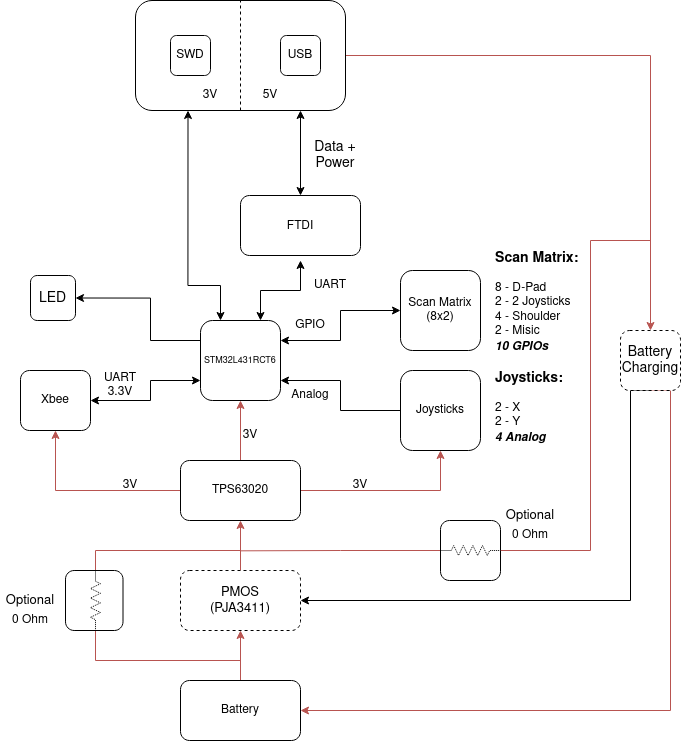 SWD
USB
3V
5V
Data +
Power
FTDI
UART
LED
GPIO
Scan Matrix
(8x2)
Scan Matrix:
8 - D-Pad
2 - 2 Joysticks
4 - Shoulder
2 - Misic
10 GPIOs
STM32L431RCT6
Battery
Charging
Xbee
UART
3.3V
Analog
Joysticks
Joysticks:
2 - X
2 - Y
4 Analog
3V
TPS63020
3V
3V
Optional
0 Ohm
Optional
0 Ohm
PMOS
(PJA3411)
Battery